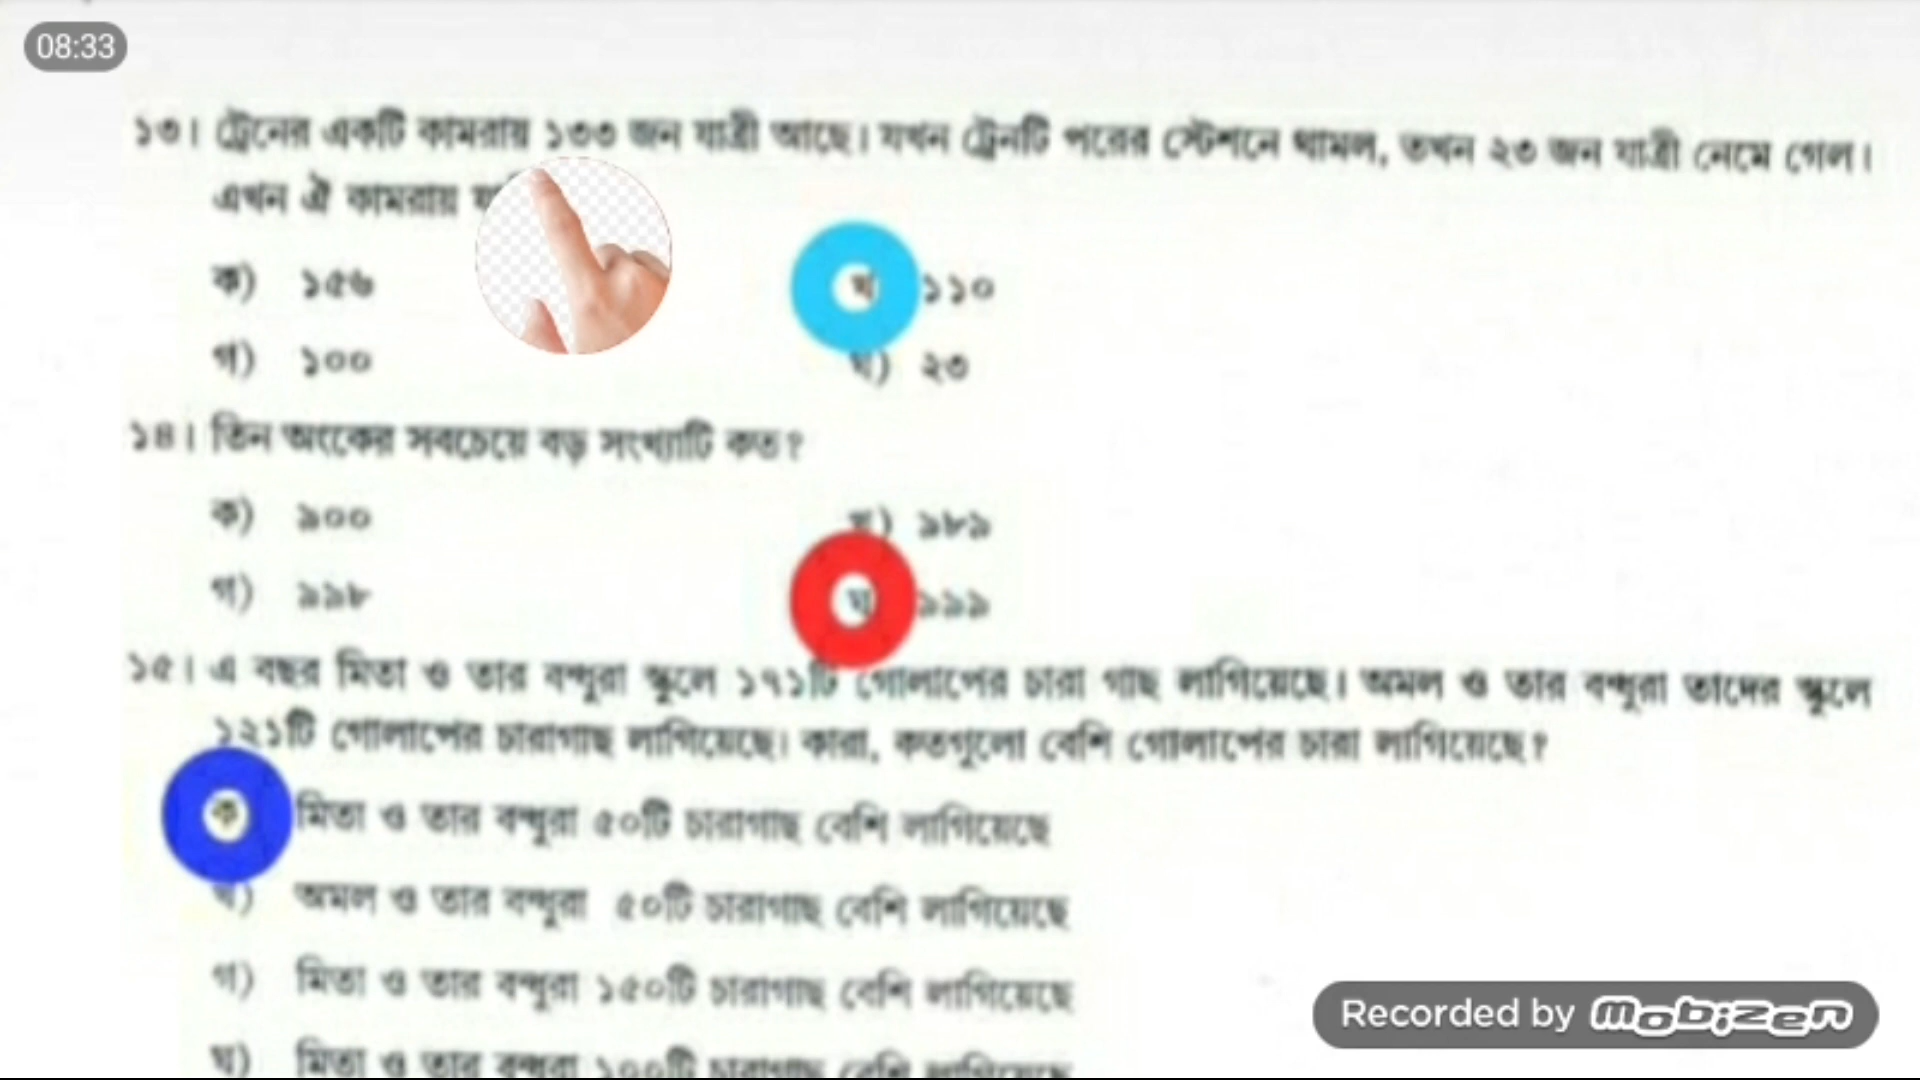 08:33
১৩। ট্রেনের একটি কামরায় ১৩৩ জন যাত্রী আছে। যখন ট্রেনটি পরের স্টেশনে থামল, তখন ২৩ জন যাত্রী নেমে গেল।
এখন ঐ কামরায়
ক) ১৫৬
১১০
গ) ১০০
ঘ) ২৩
১৪। তিন অংকের সবচেয়ে বড় সংখ্যাটি কত?
ক) ৯০০
খ) ৯৮৯
গ) ৯৯৮
ঘ ৯৯৯
১৫। এ বছর মিতা ও তার বন্ধুরা স্কুলে ১৭১টি গোলাপের চারা গাছ লাগিয়েছে। অমল ও তার বন্ধুরা তাদের স্কুলে
১২১টি গোলাপের চারাগাছ লাগিয়েছে। কারা, কতগুলো বেশি গোলাপের চারা লাগিয়েছে?
ক মিতা ও তার বন্ধুরা ৫০টি চারাগাছ বেশি লাগিয়েছে
খ) অমল ও তার বন্ধুরা ৫০টি চারাগাছ বেশি লাগিয়েছে
গ) মিতা ও তার বন্ধুরা ১৫০টি চারাগাছ বেশি লাগিয়েছে
ঘ) মিতা ও তার বন্ধুরা ১০০টি চারাগাছ বেশি লাগিয়েছে
Recorded by mobizen